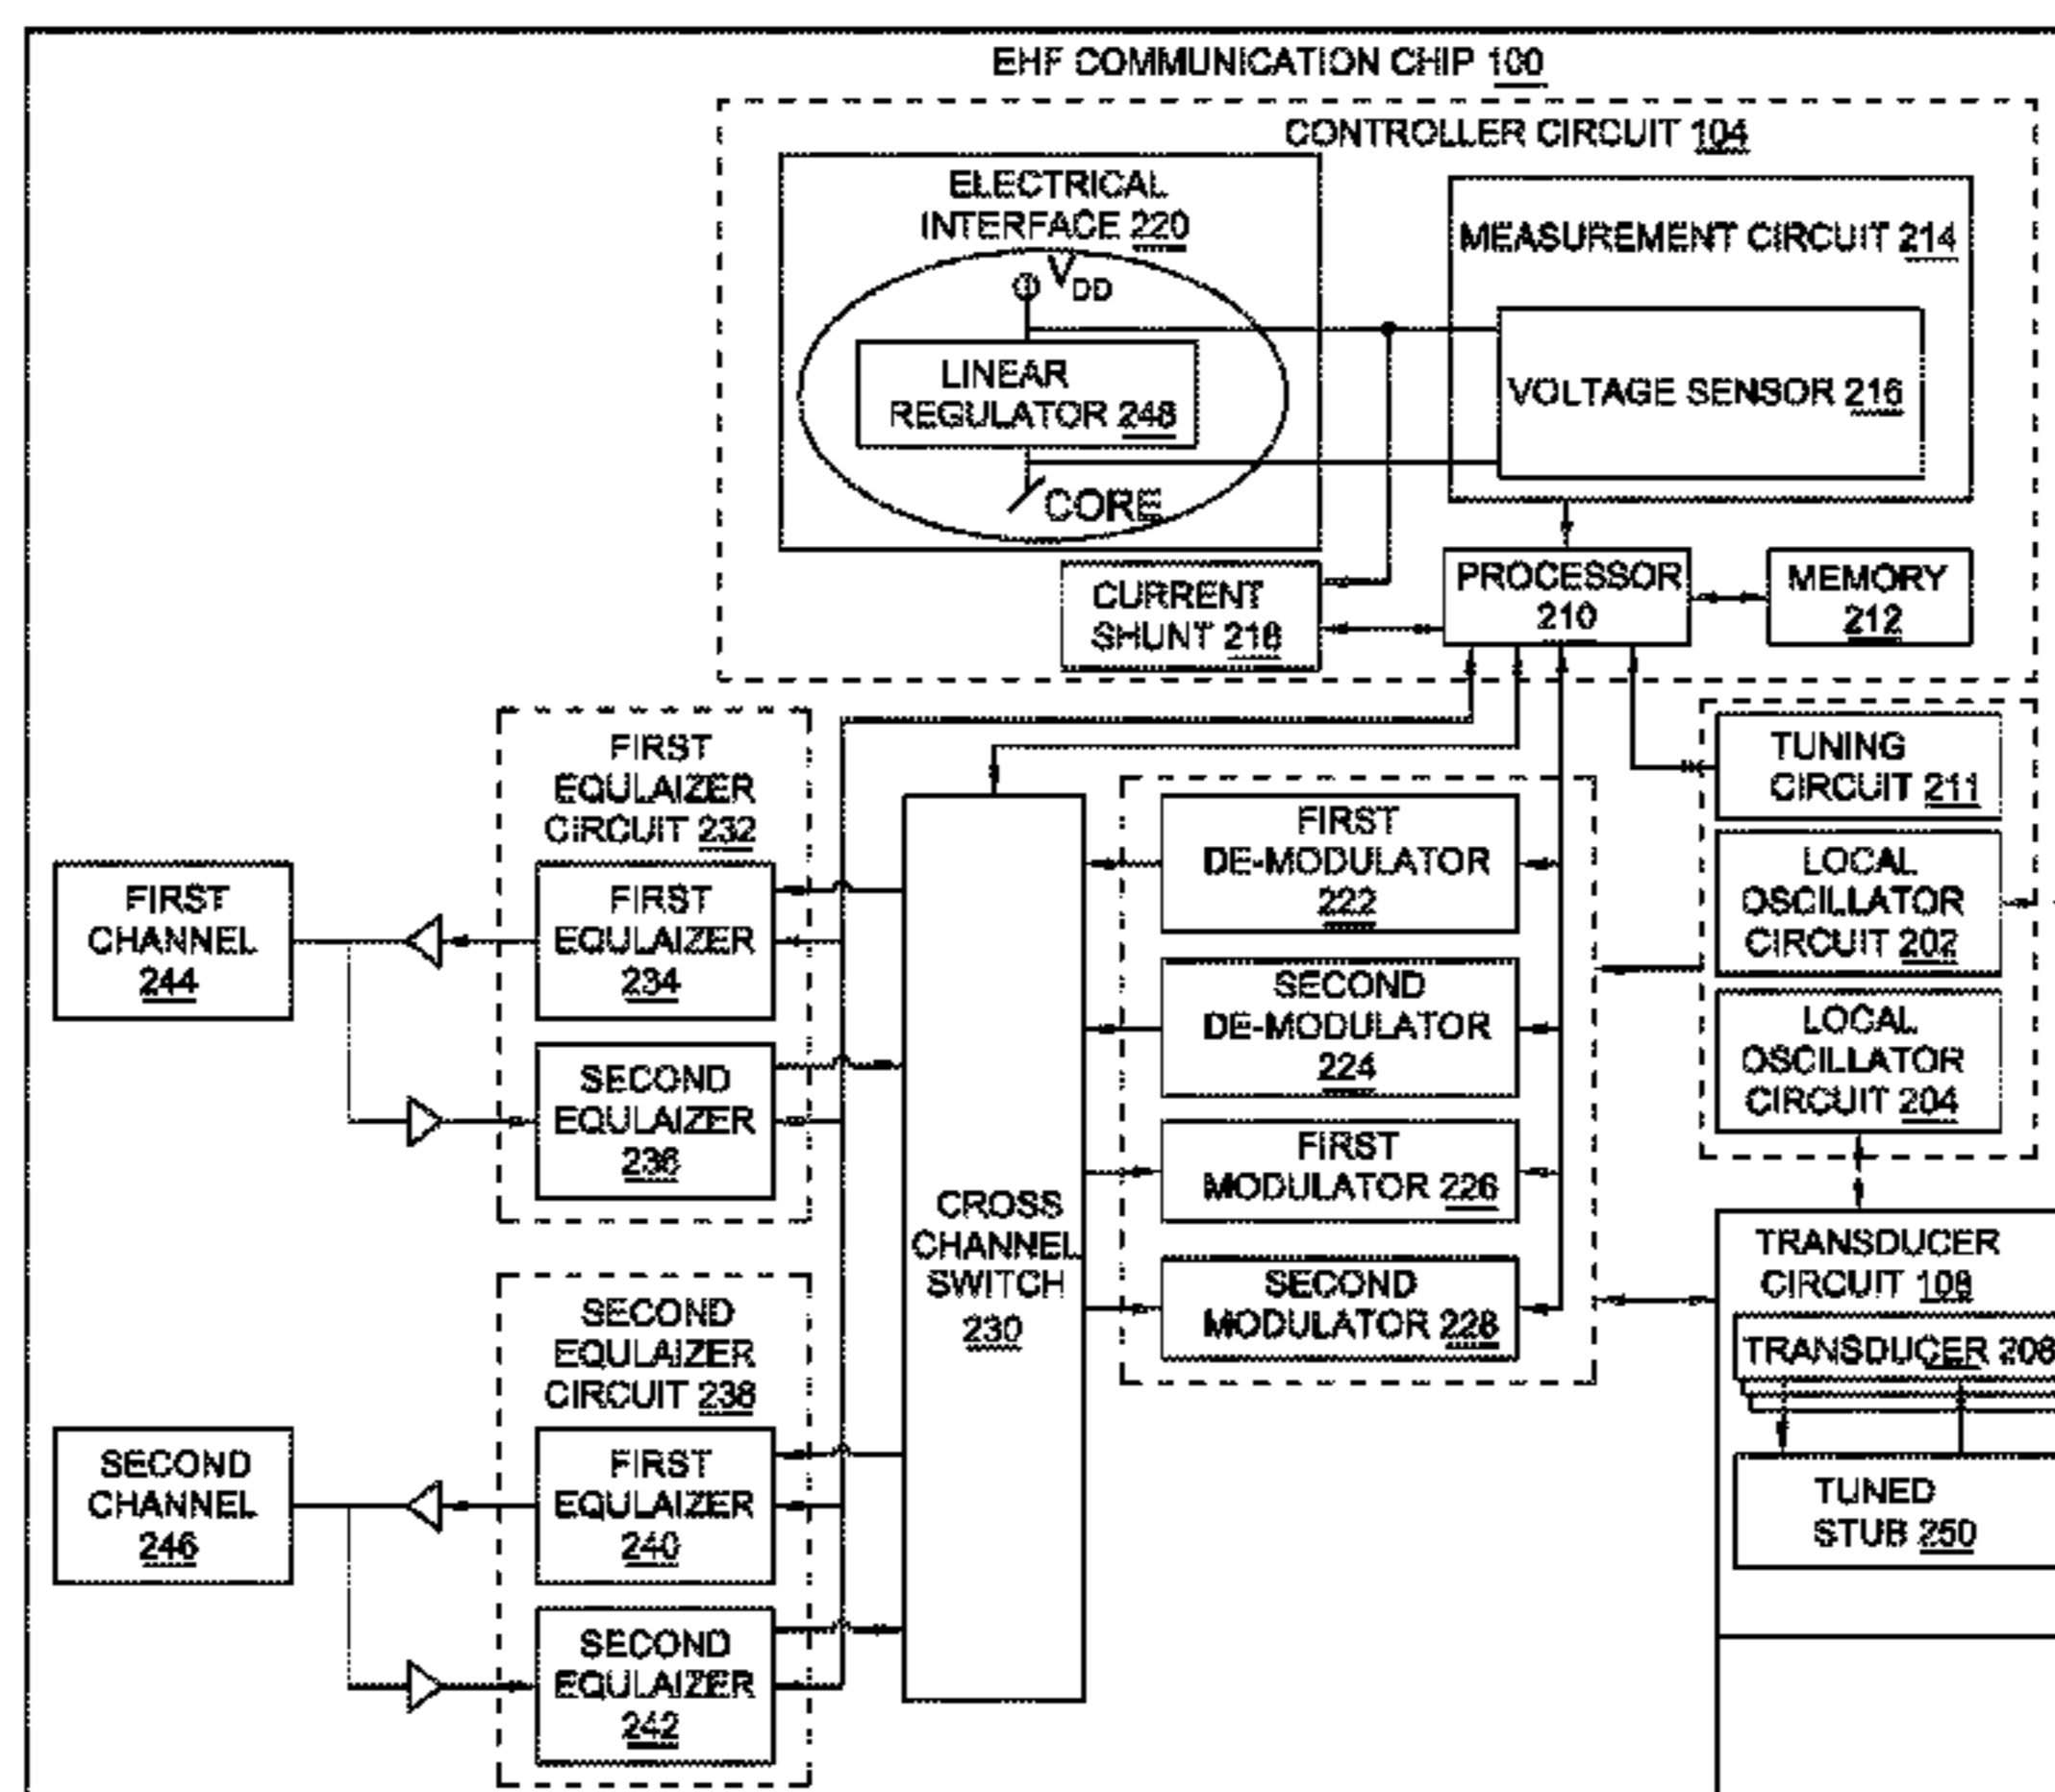 EHF COMMUNICATION CHIP 100
CONTROLLER CIRCUIT 104
ELECTRICAL
INTERFACE 220
VDD
LINEAR
REGULATOR 248
CORE
MEASUREMENT CIRCUIT 214
VOLTAGE SENSOR 216
CURRENT
SHUNT 218
PROCESSOR
210
MEMORY
212
FIRST
EQULAIZER
CIRCUIT 232
FIRST
EQULAIZER
234
SECOND
EQULAIZER
236
FIRST
CHANNEL
244
SECOND
EQULAIZER
CIRCUIT 238
FIRST
EQULAIZER
240
SECOND
EQULAIZER
242
SECOND
CHANNEL
246
CROSS
CHANNEL
SWITCH
230
FIRST
DE-MODULATOR
222
SECOND
DE-MODULATOR
224
FIRST
MODULATOR 226
SECOND
MODULATOR 228
TUNING
CIRCUIT 211
LOCAL
OSCILLATOR
CIRCUIT 202
LOCAL
OSCILLATOR
CIRCUIT 204
TRANSDUCER
CIRCUIT 108
TRANSDUCER 208
TUNED
STUB 250